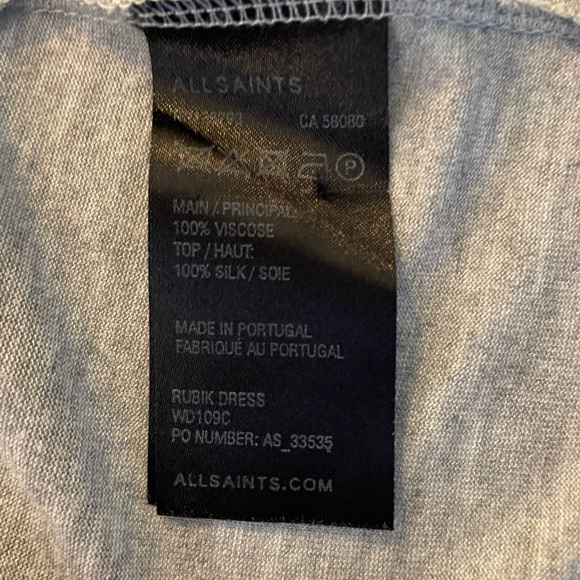 ALLSAINTS
CA 58080
P
MAIN / PRINCIPAL:
100% VISCOSE
TOP / HAUT:
100% SILK / SOIE
MADE IN PORTUGAL
FABRIQUÉ AU PORTUGAL
RUBIK DRESS
WD109C
PO NUMBER: AS_33535
ALLSAINTS.COM